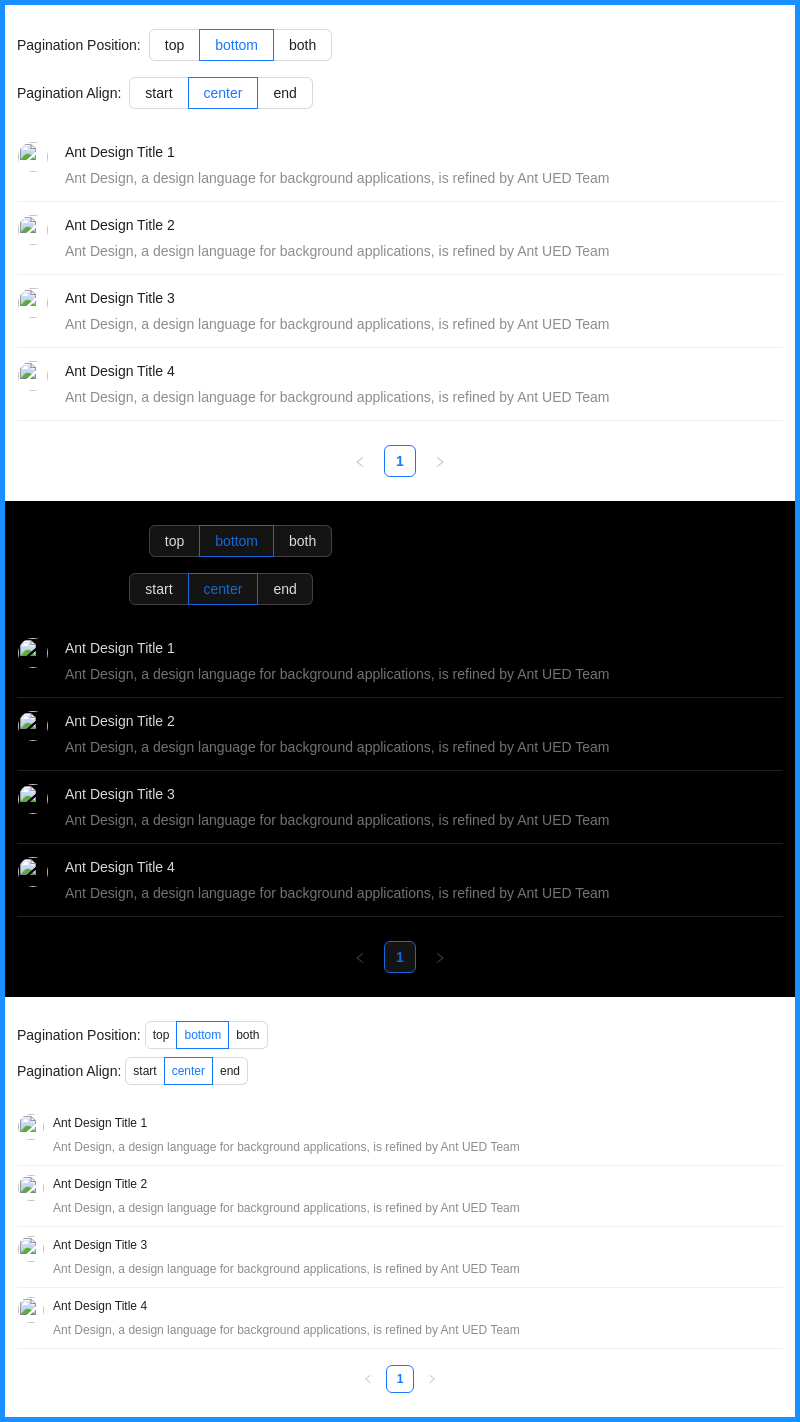 Pagination Position: top bottom both
Pagination Align: start center end
Ant Design Title 1
Ant Design, a design language for background applications, is refined by Ant UED Team
Ant Design Title 2
Ant Design, a design language for background applications, is refined by Ant UED Team
Ant Design Title 3
Ant Design, a design language for background applications, is refined by Ant UED Team
Ant Design Title 4
Ant Design, a design language for background applications, is refined by Ant UED Team
1
top bottom both
start center end
Ant Design Title 1
Ant Design, a design language for background applications, is refined by Ant UED Team
Ant Design Title 2
Ant Design, a design language for background applications, is refined by Ant UED Team
Ant Design Title 3
Ant Design, a design language for background applications, is refined by Ant UED Team
Ant Design Title 4
Ant Design, a design language for background applications, is refined by Ant UED Team
1
Pagination Position: top bottom both
Pagination Align: start center end
Ant Design Title 1
Ant Design, a design language for background applications, is refined by Ant UED Team
Ant Design Title 2
Ant Design, a design language for background applications, is refined by Ant UED Team
Ant Design Title 3
Ant Design, a design language for background applications, is refined by Ant UED Team
Ant Design Title 4
Ant Design, a design language for background applications, is refined by Ant UED Team
1